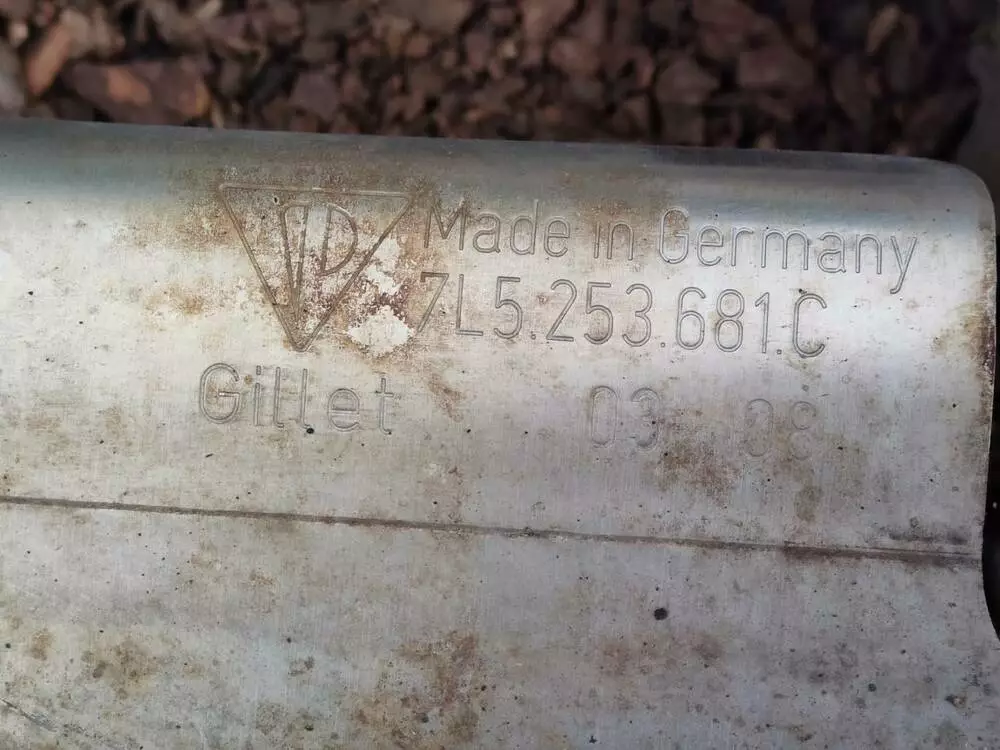 Made in Germany
7L5.253.681.C
Gillet 03 08